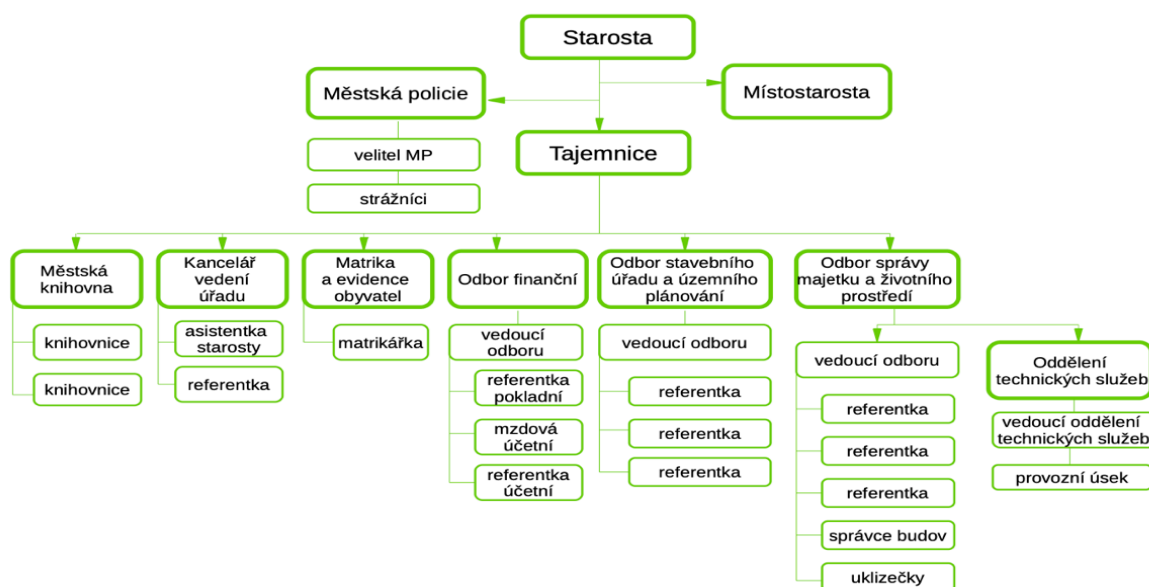 Starosta
Městská policie
Místostarosta
velitel MP
Tajemnice
strážníci
Městská
knihovna
Kancelář
vedení
úřadu
Matrika
a evidence
obyvatel
Odbor finanční
Odbor stavebního
úřadu a územního
plánování
Odbor správy
majetku a životního
prostředí
knihovnice
knihovnice
asistentka
starosty
referentka
matrikářka
vedoucí
odboru
referentka
pokladní
mzdová
účetní
referentka
účetní
vedoucí odboru
referentka
referentka
referentka
vedoucí odboru
referentka
referentka
referentka
správce budov
uklizečky
Oddělení
technických služeb
vedoucí oddělení
technických služeb
provozní úsek